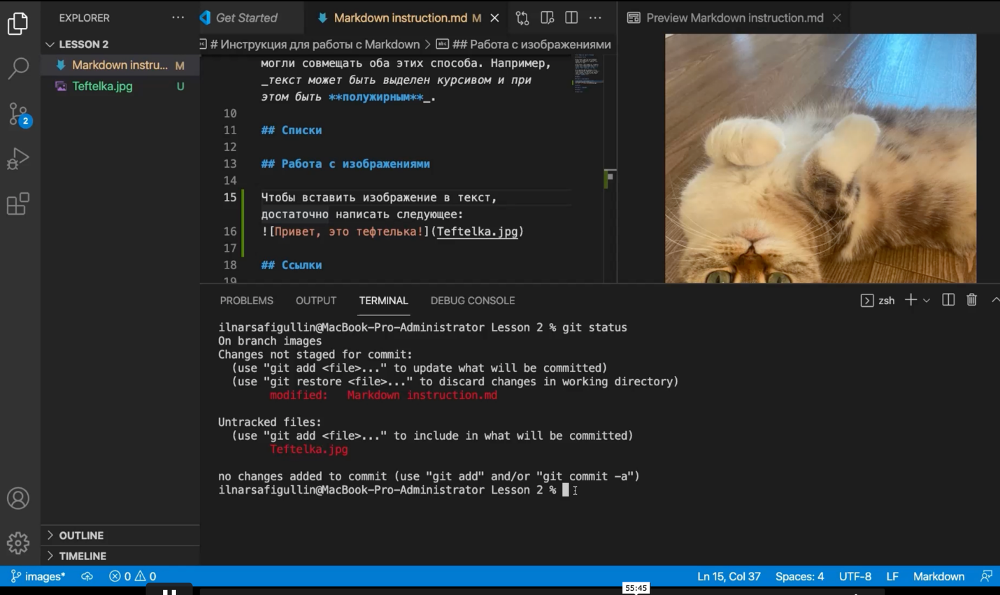 EXPLORER
Get Started
Markdown instruction.md M
Preview Markdown instruction.md
LESSON 2
# Инструкция для работы с Markdown > ## Работа с изображениями
Markdown instru... M
Teftelka.jpg U
2
могли совмещать оба этих способа. Например,
_текст может быть выделен курсивом и при
этом быть **полужирным**_.
10
11 ## Списки
12
13 ## Работа с изображениями
14
15 Чтобы вставить изображение в текст,
достаточно написать следующее:
16 ![Привет, это тефтелька!](Teftelka.jpg)
17
18 ## Ссылки
19
PROBLEMS OUTPUT TERMINAL DEBUG CONSOLE
zsh
ilnarsafigullin@MacBook-Pro-Administrator Lesson 2 % git status
On branch images
Changes not staged for commit:
(use "git add <file>..." to update what will be committed)
(use "git restore <file>..." to discard changes in working directory)
modified: Markdown instruction.md
Untracked files:
(use "git add <file>..." to include in what will be committed)
Teftelka.jpg
no changes added to commit (use "git add" and/or "git commit -a")
ilnarsafigullin@MacBook-Pro-Administrator Lesson 2 %
OUTLINE
TIMELINE
images* 0 0
Ln 15, Col 37 Spaces: 4 UTF-8 LF Markdown
55:45